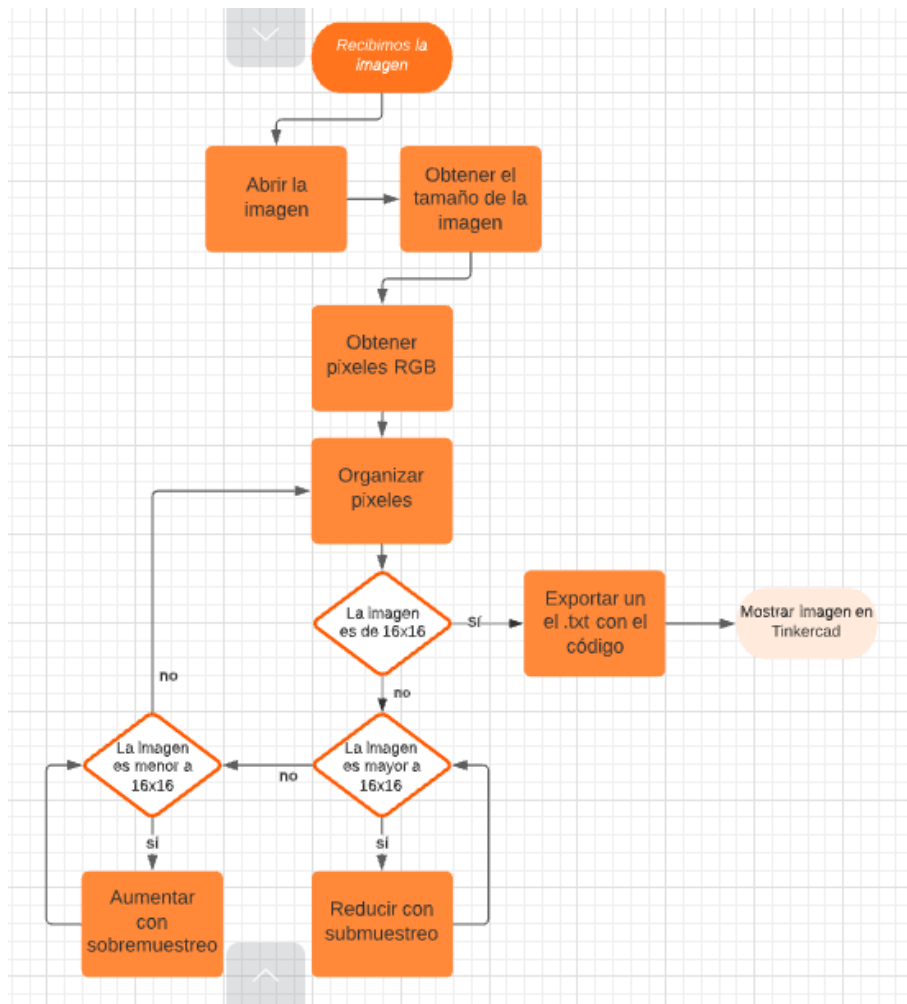 Recibimos la
imagen
Abrir la
imagen
Obtener el
tamaño de la
imagen
Obtener
pixeles RGB
Organizar
pixeles
La imagen
es de 16x16
sí
Exportar un
el .txt con el
código
Mostrar imagen en
Tinkercad
no
no
La imagen
es menor a
16x16
no
La imagen
es mayor a
16x16
sí
sí
Aumentar
con
sobremuestreo
Reducir con
submuestreo